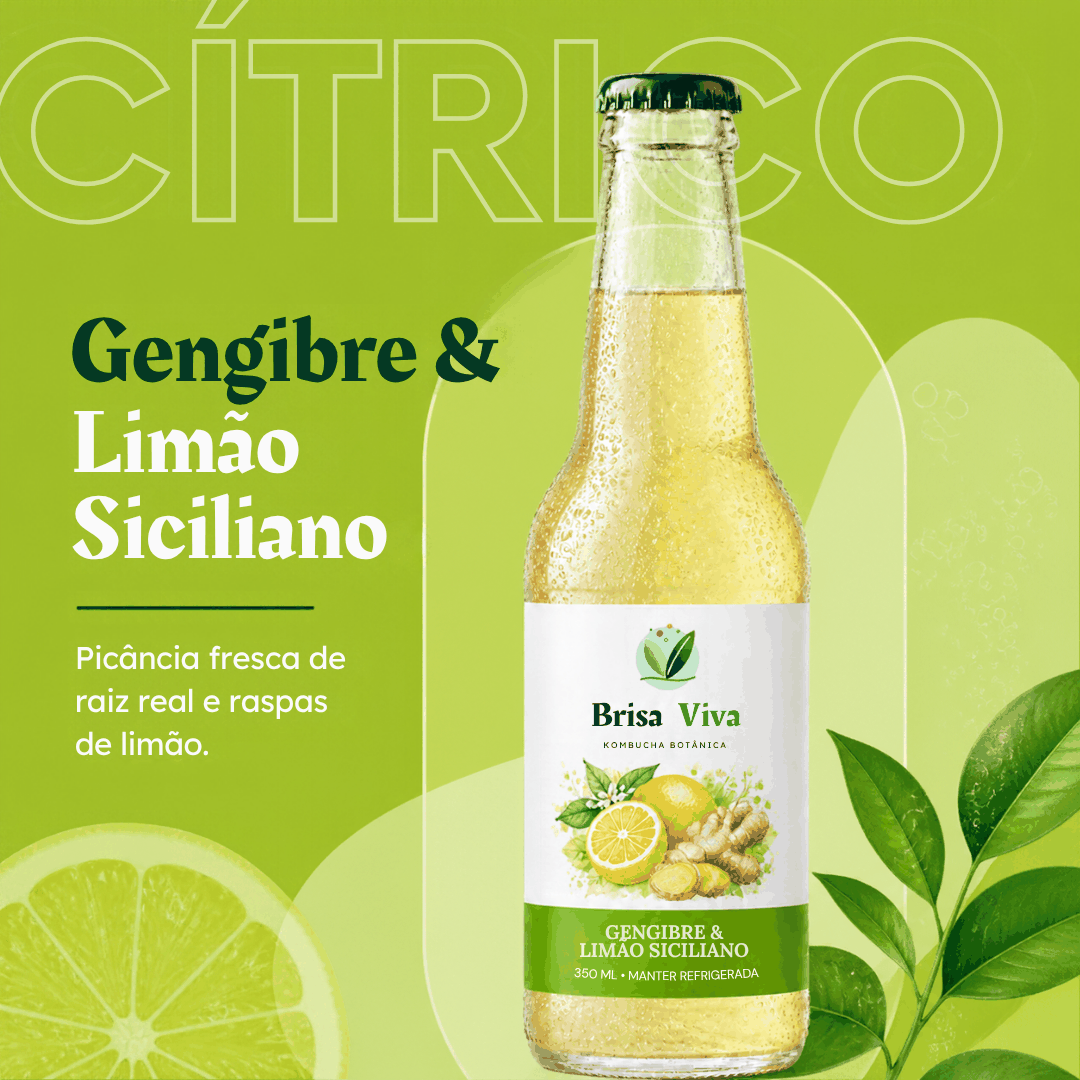 CÍTRICO
Gengibre &
Limão
Siciliano
Picância fresca de
raiz real e raspas
de limão.
Brisa Viva
KOMBUCHA BOTÂNICA
GENGIBRE &
LIMÃO SICILIANO
350 ML • MANTER REFRIGERADA